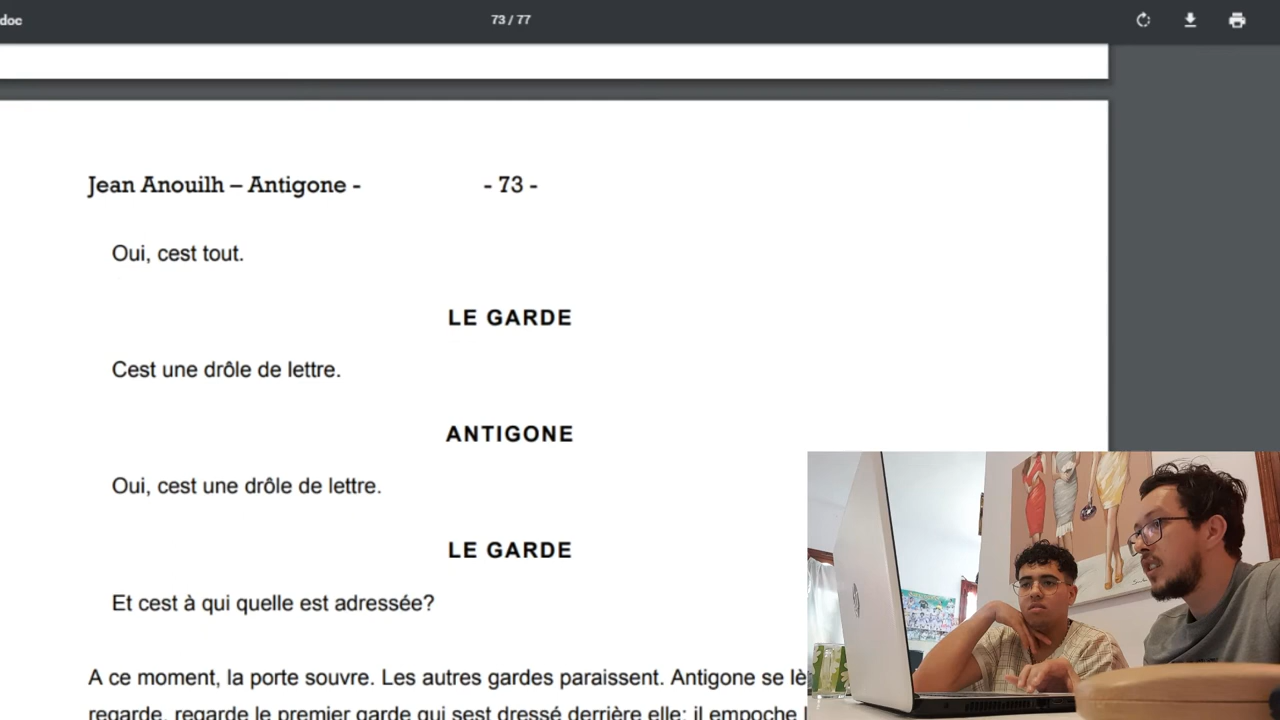 doc
73 / 77
Jean Anouilh – Antigone - - 73 -
Oui, cest tout.
LE GARDE
Cest une drôle de lettre.
ANTIGONE
Oui, cest une drôle de lettre.
LE GARDE
Et cest à qui quelle est adressée?
A ce moment, la porte souvre. Les autres gardes paraissent. Antigone se lè
regarde, regarde le premier garde qui sest dressé derrière elle; il empoche l